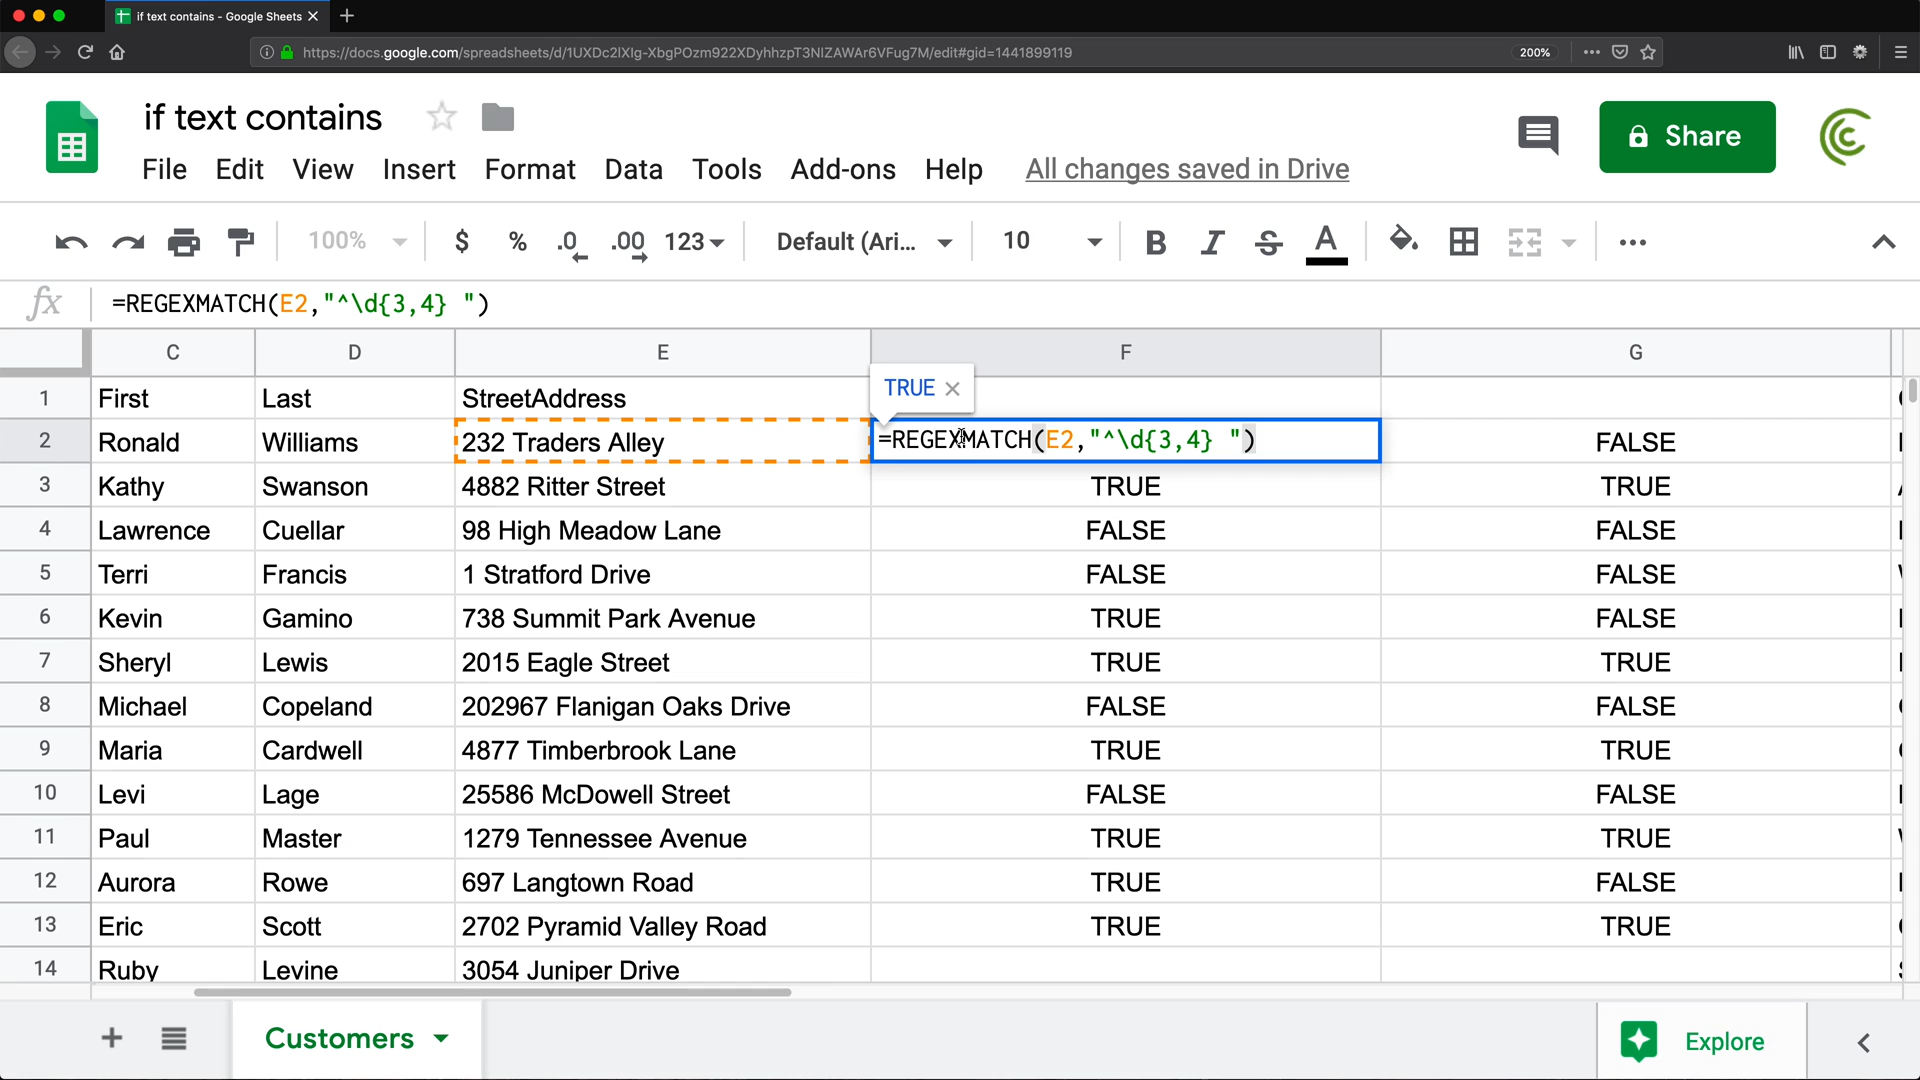 if text contains - Google Sheets
https://docs.google.com/spreadsheets/d/1UXDc2lXIg-XbgPOzm922XDyhhzpT3NIZAWAr6VFug7M/edit#gid=1441899119 200%
if text contains
Share
File Edit View Insert Format Data Tools Add-ons Help All changes saved in Drive
100% $ % .0 .00 123 Default (Ari... 10 B I S A
fx =REGEXMATCH(E2,"^\d{3,4} ")
C D E F G
TRUE
1 First Last StreetAddress
2 Ronald Williams 232 Traders Alley =REGEXMATCH(E2,"^\d{3,4} ") FALSE
3 Kathy Swanson 4882 Ritter Street TRUE TRUE
4 Lawrence Cuellar 98 High Meadow Lane FALSE FALSE
5 Terri Francis 1 Stratford Drive FALSE FALSE
6 Kevin Gamino 738 Summit Park Avenue TRUE FALSE
7 Sheryl Lewis 2015 Eagle Street TRUE TRUE
8 Michael Copeland 202967 Flanigan Oaks Drive FALSE FALSE
9 Maria Cardwell 4877 Timberbrook Lane TRUE TRUE
10 Levi Lage 25586 McDowell Street FALSE FALSE
11 Paul Master 1279 Tennessee Avenue TRUE TRUE
12 Aurora Rowe 697 Langtown Road TRUE FALSE
13 Eric Scott 2702 Pyramid Valley Road TRUE TRUE
14 Ruby Levine 3054 Juniper Drive
Customers
Explore